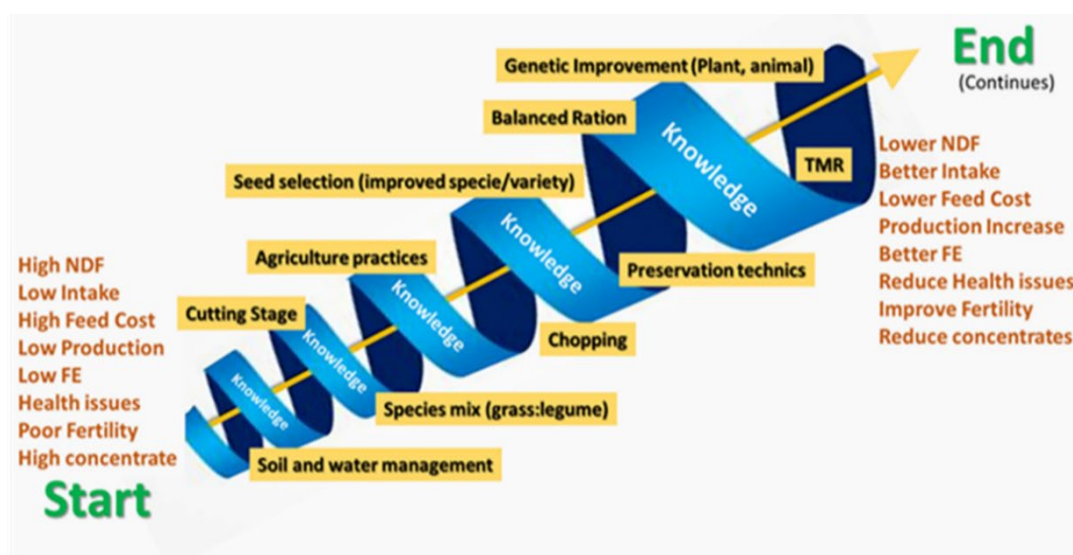 End
(Continues)
Genetic Improvement (Plant, animal)
Balanced Ration
Knowledge
TMR
Lower NDF
Better Intake
Lower Feed Cost
Production Increase
Better FE
Reduce Health issues
Improve Fertility
Reduce concentrates
Seed selection (improved specie/variety)
Knowledge
Preservation technics
Agriculture practices
Knowledge
Chopping
High NDF
Low Intake
High Feed Cost
Low Production
Low FE
Health issues
Poor Fertility
High concentrate
Cutting Stage
Knowledge
Species mix (grass:legume)
Knowledge
Soil and water management
Start